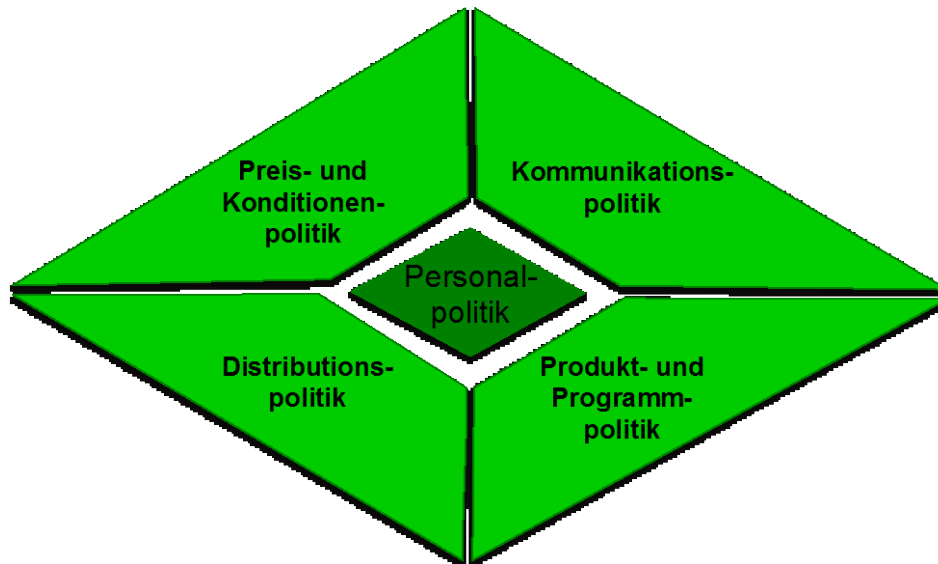 Preis- und
Konditionen-
politik
Kommunikations-
politik
Personal-
politik
Distributions-
politik
Produkt- und
Programm-
politik